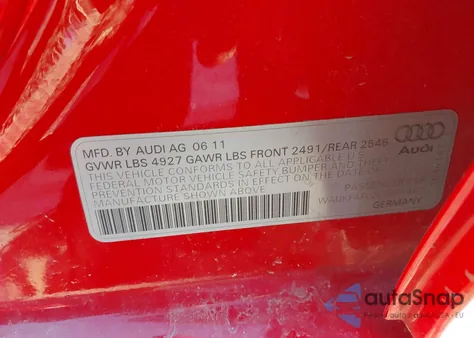 MFD. BY AUDI AG 06 11
GVWR LBS 4927 GAWR LBS FRONT 2491/REAR 2546
THIS VEHICLE CONFORMS TO ALL APPLICABLE U.S.
FEDERAL MOTOR VEHICLE SAFETY BUMPER AND THEFT
PREVENTION STANDARDS IN EFFECT ON THE DATE OF
MANUFACTURE SHOWN ABOVE.
Audi
GERMANY
autoSnap